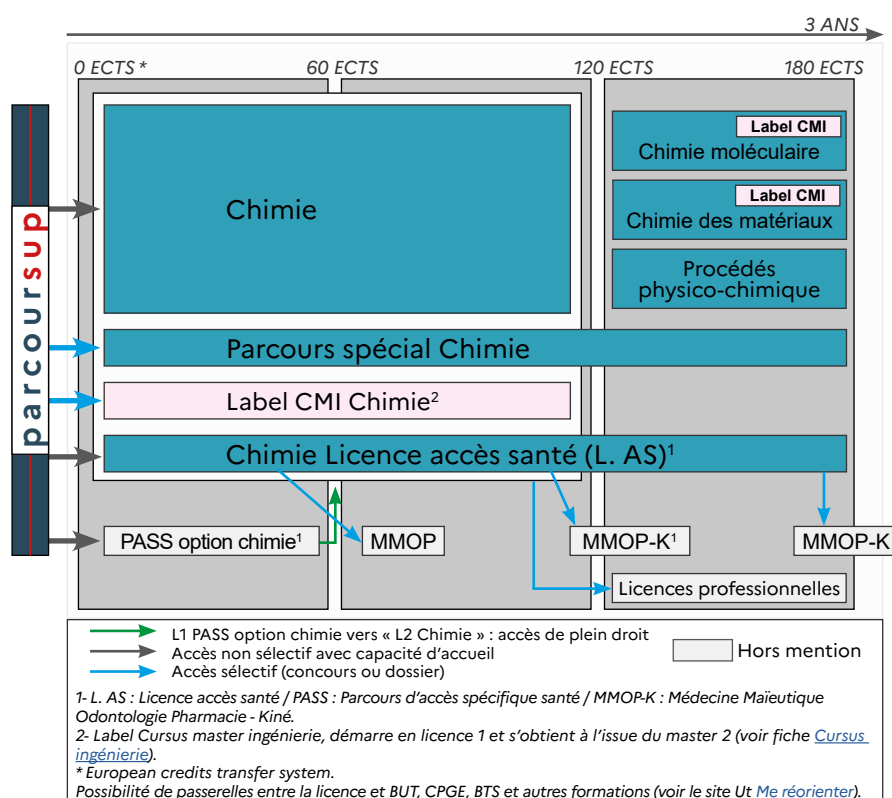 3 ANS
0 ECTS *
60 ECTS
120 ECTS
180 ECTS
parcoursup
Chimie
Label CMI
Chimie moléculaire
Label CMI
Chimie des matériaux
Procédés
physico-chimique
Parcours spécial Chimie
Label CMI Chimie²
Chimie Licence accès santé (L. AS)¹
PASS option chimie¹
MMOP
MMOP-K¹
MMOP-K
Licences professionnelles
L1 PASS option chimie vers « L2 Chimie » : accès de plein droit
Accès non sélectif avec capacité d'accueil
Accès sélectif (concours ou dossier)
Hors mention
1- L. AS : Licence accès santé / PASS : Parcours d'accès spécifique santé / MMOP-K : Médecine Maïeutique
Odontologie Pharmacie - Kiné.
2- Label Cursus master ingénierie, démarre en licence 1 et s'obtient à l'issue du master 2 (voir fiche Cursus
ingénierie).
* European credits transfer system.
Possibilité de passerelles entre la licence et BUT, CPGE, BTS et autres formations (voir le site Ut Me réorienter).